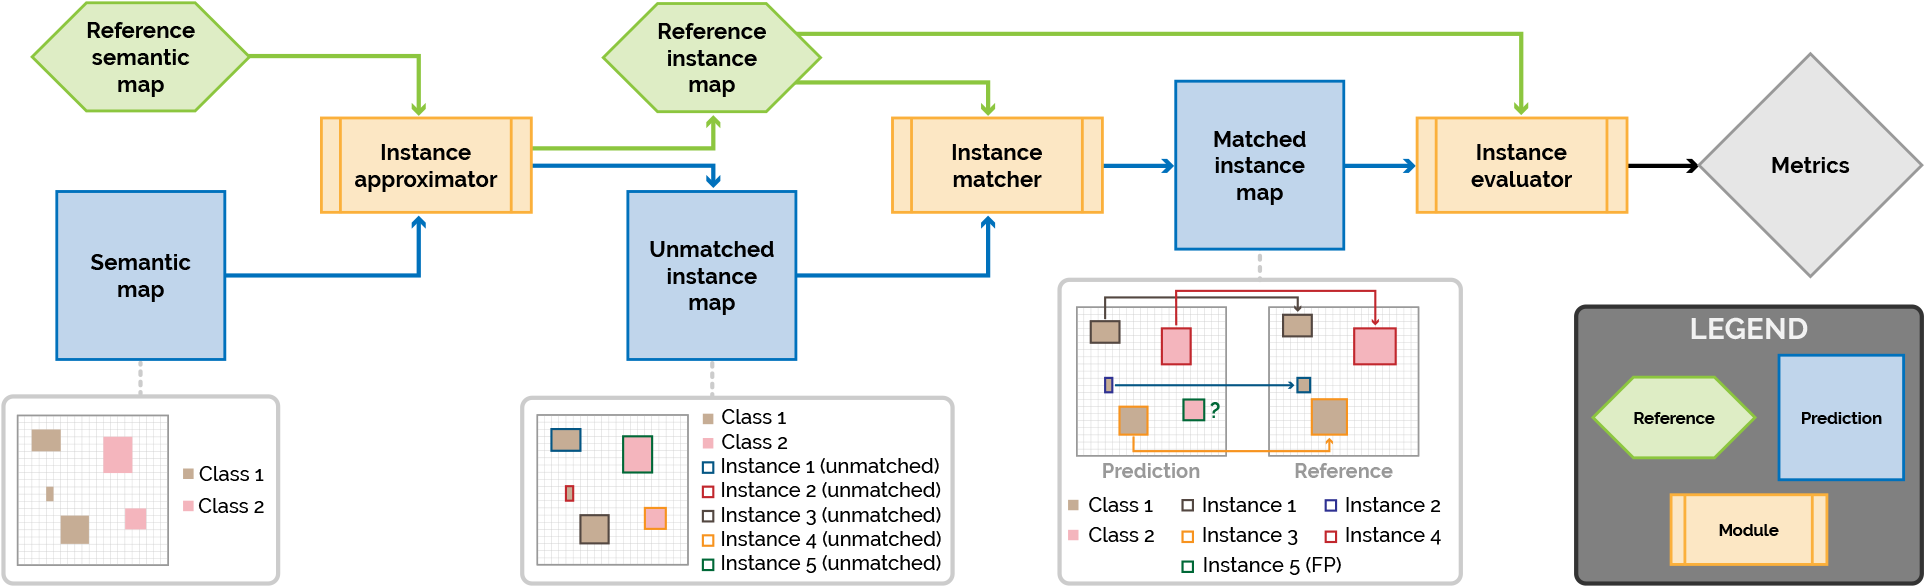 Reference
semantic
map
Reference
instance
map
Instance
approximator
Instance
matcher
Matched
instance
map
Instance
evaluator
Metrics
Semantic
map
Unmatched
instance
map
Class 1
Class 2
Class 1
Class 2
Instance 1 (unmatched)
Instance 2 (unmatched)
Instance 3 (unmatched)
Instance 4 (unmatched)
Instance 5 (unmatched)
?
Prediction
Reference
Class 1
Instance 1
Instance 2
Class 2
Instance 3
Instance 4
Instance 5 (FP)
LEGEND
Reference
Prediction
Module